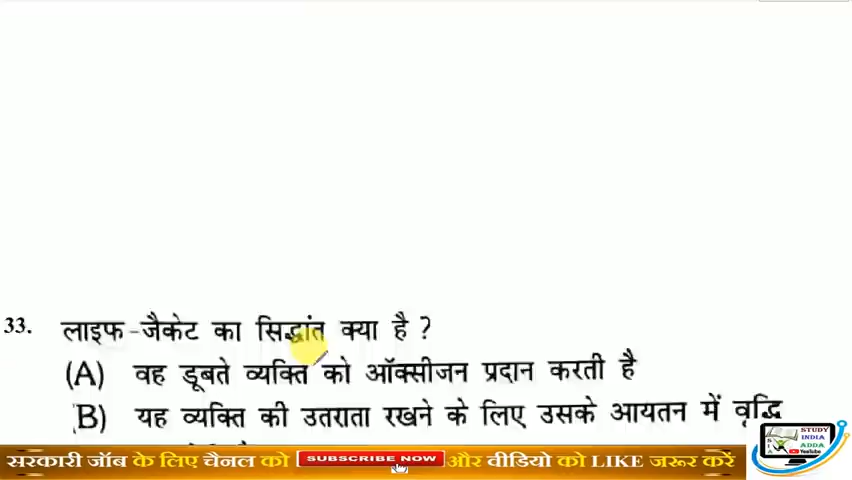 33. लाइफ-जैकेट का सिद्धांत क्या है ?
(A) वह डूबते व्यक्ति को ऑक्सीजन प्रदान करती है
(B) यह व्यक्ति की उतराता रखने के लिए उसके आयतन में वृद्धि
सरकारी जॉब के लिए चैनल को SUBSCRIBE NOW और वीडियो को LIKE जरूर करें
STUDY
INDIA
ADDA
YouTube